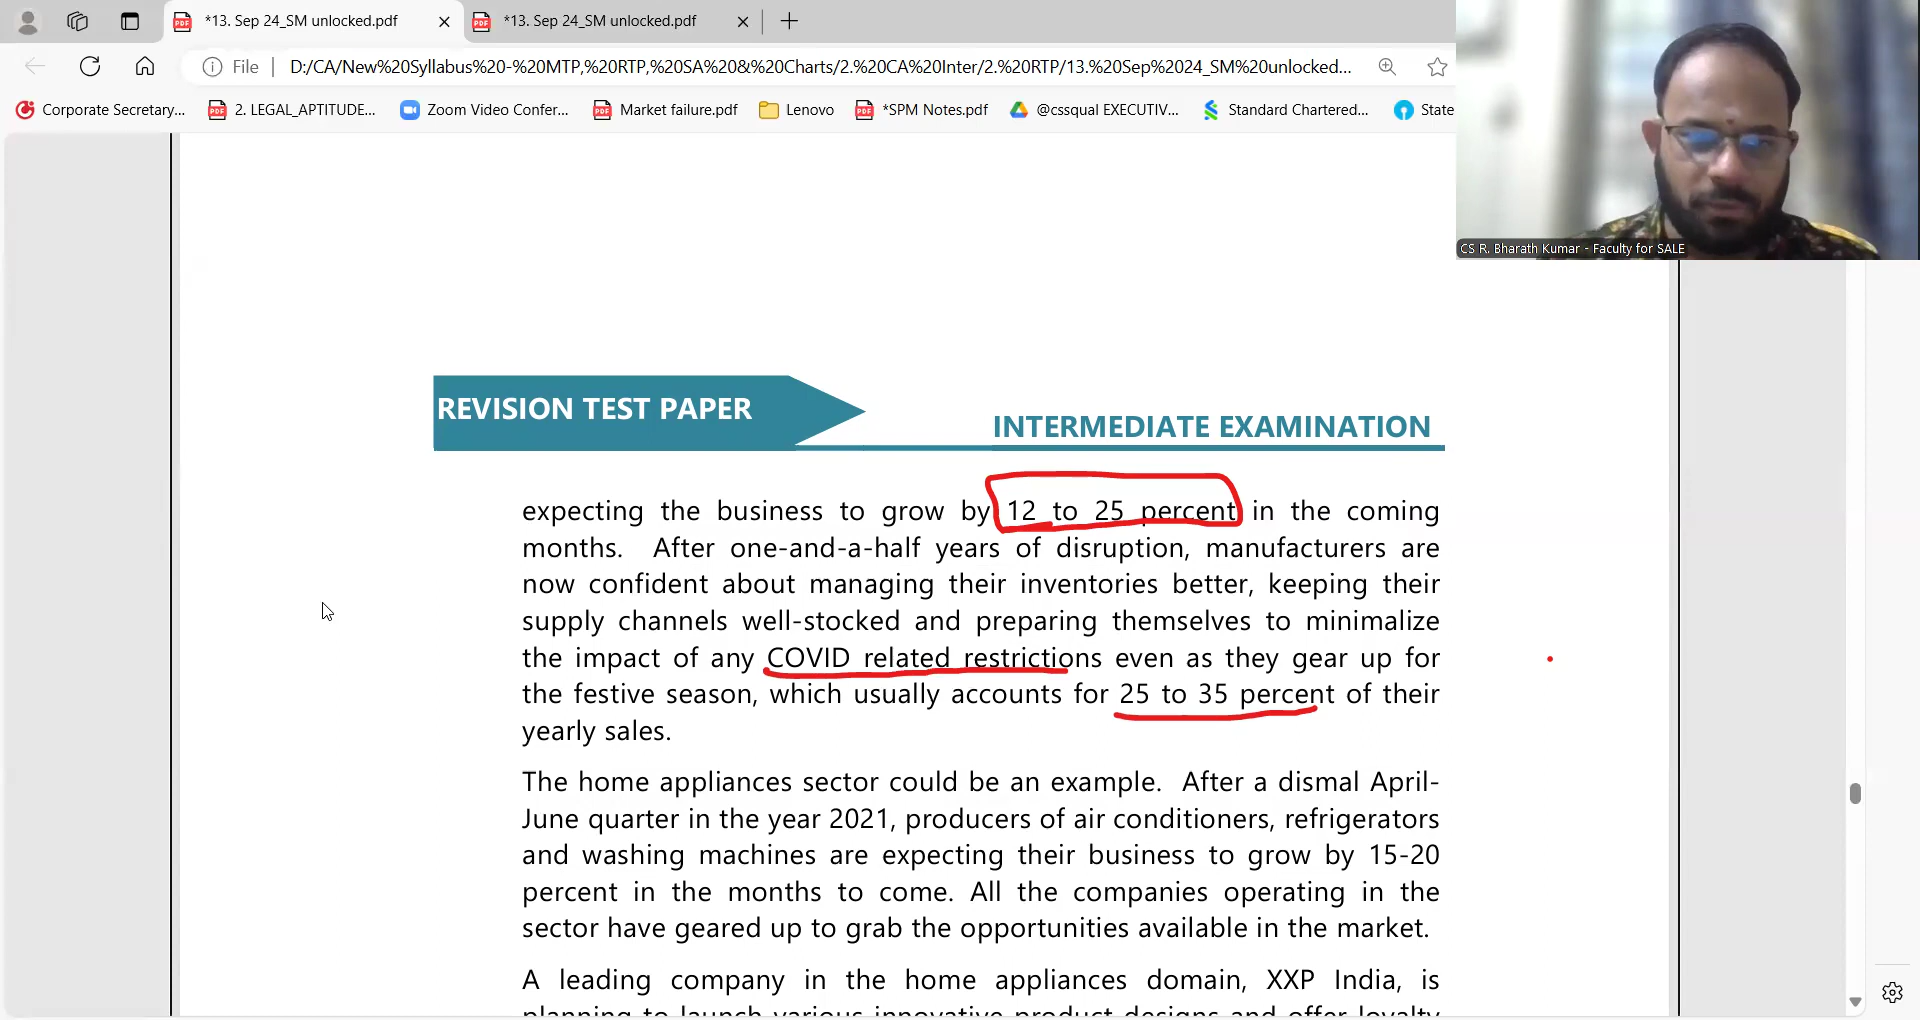 *13. Sep 24_SM unlocked.pdf
*13. Sep 24_SM unlocked.pdf
File
D:/CA/New%20Syllabus%20-%20MTP,%20RTP,%20SA%20&%20Charts/2.%20CA%20Inter/2.%20RTP/13.%20Sep%2024_SM%20unlocked...
Corporate Secretary...
2. LEGAL_APTITUDE...
Zoom Video Confer...
Market failure.pdf
Lenovo
*SPM Notes.pdf
@cssqual EXECUTIV...
Standard Chartered...
State
CS R. Bharath Kumar - Faculty for SALE
REVISION TEST PAPER
INTERMEDIATE EXAMINATION
expecting the business to grow by 12 to 25 percent in the coming
months. After one-and-a-half years of disruption, manufacturers are
now confident about managing their inventories better, keeping their
supply channels well-stocked and preparing themselves to minimalize
the impact of any COVID related restrictions even as they gear up for
the festive season, which usually accounts for 25 to 35 percent of their
yearly sales.
The home appliances sector could be an example. After a dismal April-
June quarter in the year 2021, producers of air conditioners, refrigerators
and washing machines are expecting their business to grow by 15-20
percent in the months to come. All the companies operating in the
sector have geared up to grab the opportunities available in the market.
A leading company in the home appliances domain, XXP India, is
planning to launch various innovative product designs and offer loyalty